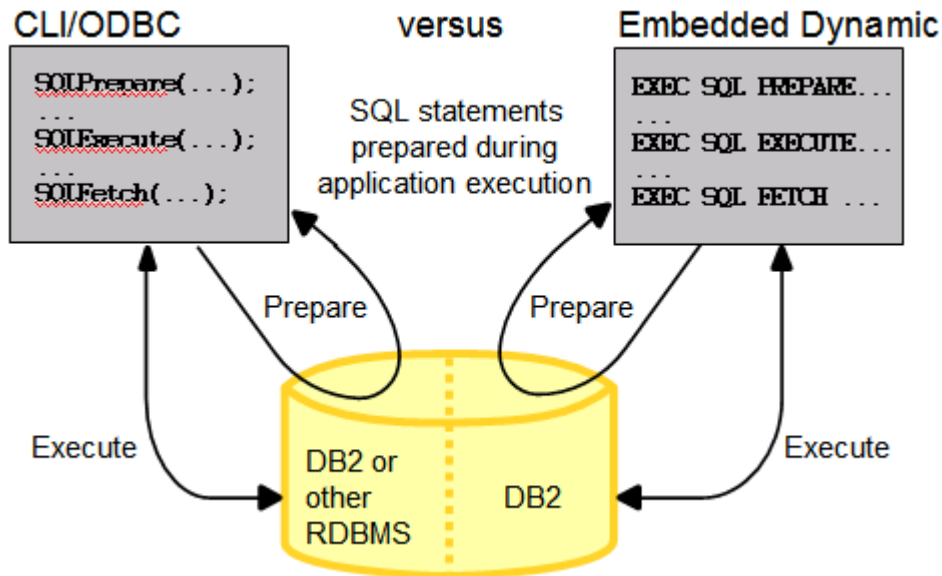 CLI/ODBC versus Embedded Dynamic
SQLPrepare(...);
...
SQLExecute(...);
...
SQLFetch(...);
SQL statements
prepared during
application execution
EXEC SQL PREPARE...
...
EXEC SQL EXECUTE...
...
EXEC SQL FETCH ...
Prepare
Prepare
Execute
Execute
DB2 or
other
RDBMS
DB2